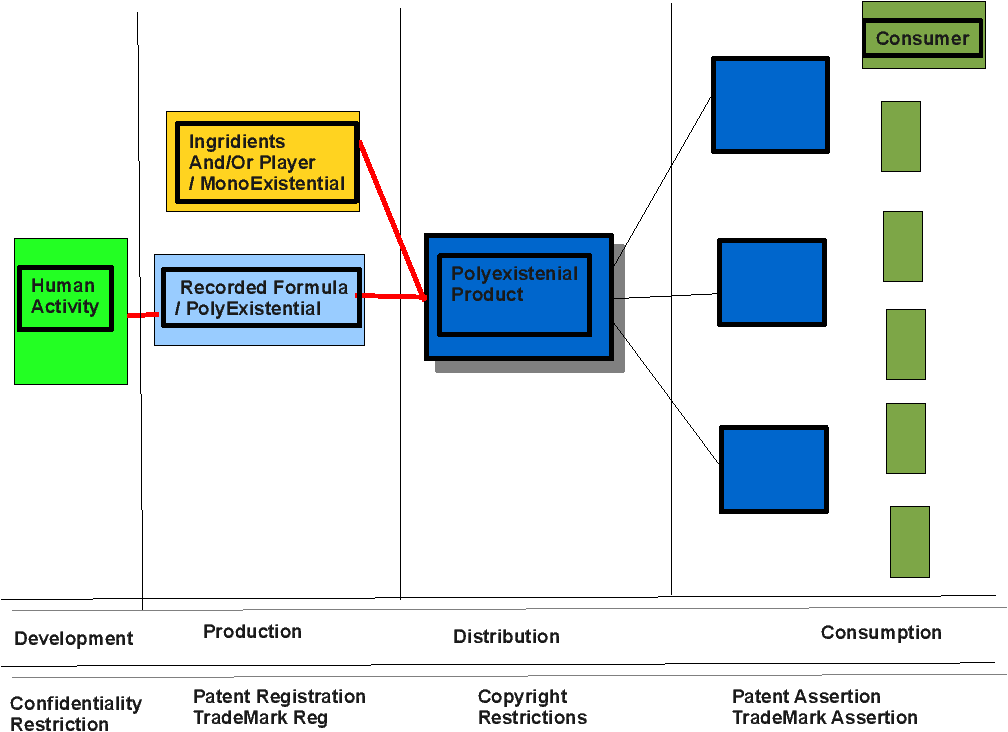 Consumer
Ingridients
And/Or Player
/ MonoExistential
Human
Activity
Recorded Formula
/ PolyExistential
Polyexistenial
Product
Development
Production
Distribution
Consumption
Confidentiality
Restriction
Patent Registration
TradeMark Reg
Copyright
Restrictions
Patent Assertion
TradeMark Assertion